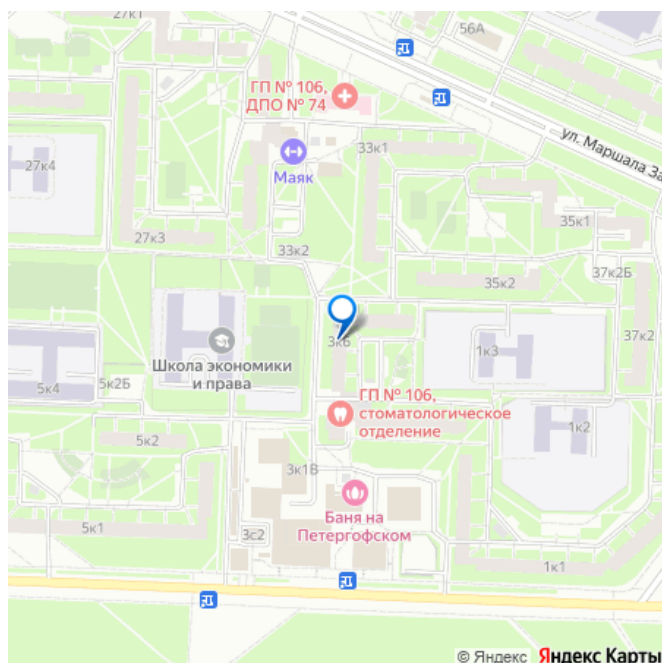 27к1
56А
ГП № 106,
ДПО № 74
ул. Маршала За
33к1
Маяк
27к4
35к1
27к3
33к2
37к2Б
35к2
3к6
37к2
1к3
Школа экономики
и права
5к4
5к2Б
ГП № 106,
стоматологическое
отделение
5к2
1к2
3к1В
Баня на
Петергофском
5к1
3с2
1к1
© Яндекс Яндекс Карты